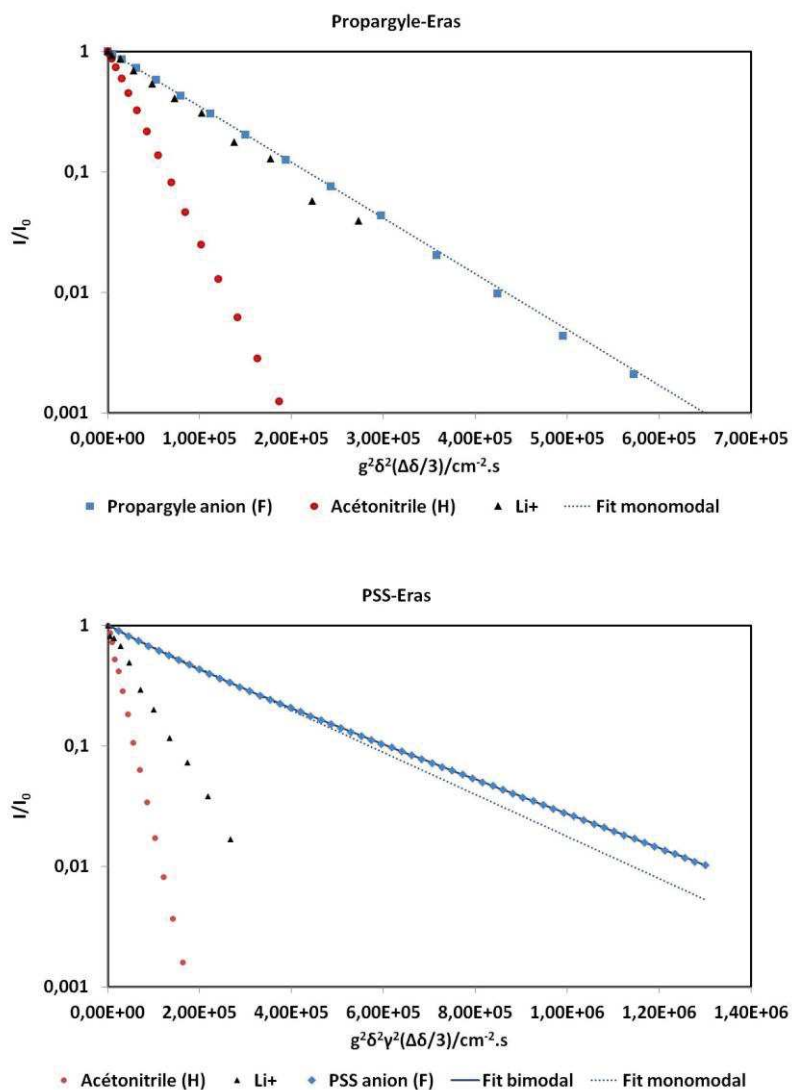 Propargyle-Eras
1
0,1
0,01
0,001
I/I₀
0,00E+00 1,00E+05 2,00E+05 3,00E+05 4,00E+05 5,00E+05 6,00E+05 7,00E+05
g²δ²(Δδ/3)/cm⁻².s
Propargyle anion (F) Acétonitrile (H) Li+ Fit monomodal
PSS-Eras
1
0,1
0,01
0,001
I/I₀
0,00E+00 2,00E+05 4,00E+05 6,00E+05 8,00E+05 1,00E+06 1,20E+06 1,40E+06
g²δ²γ²(Δδ/3)/cm⁻².s
Acétonitrile (H) Li+ PSS anion (F) Fit bimodal Fit monomodal